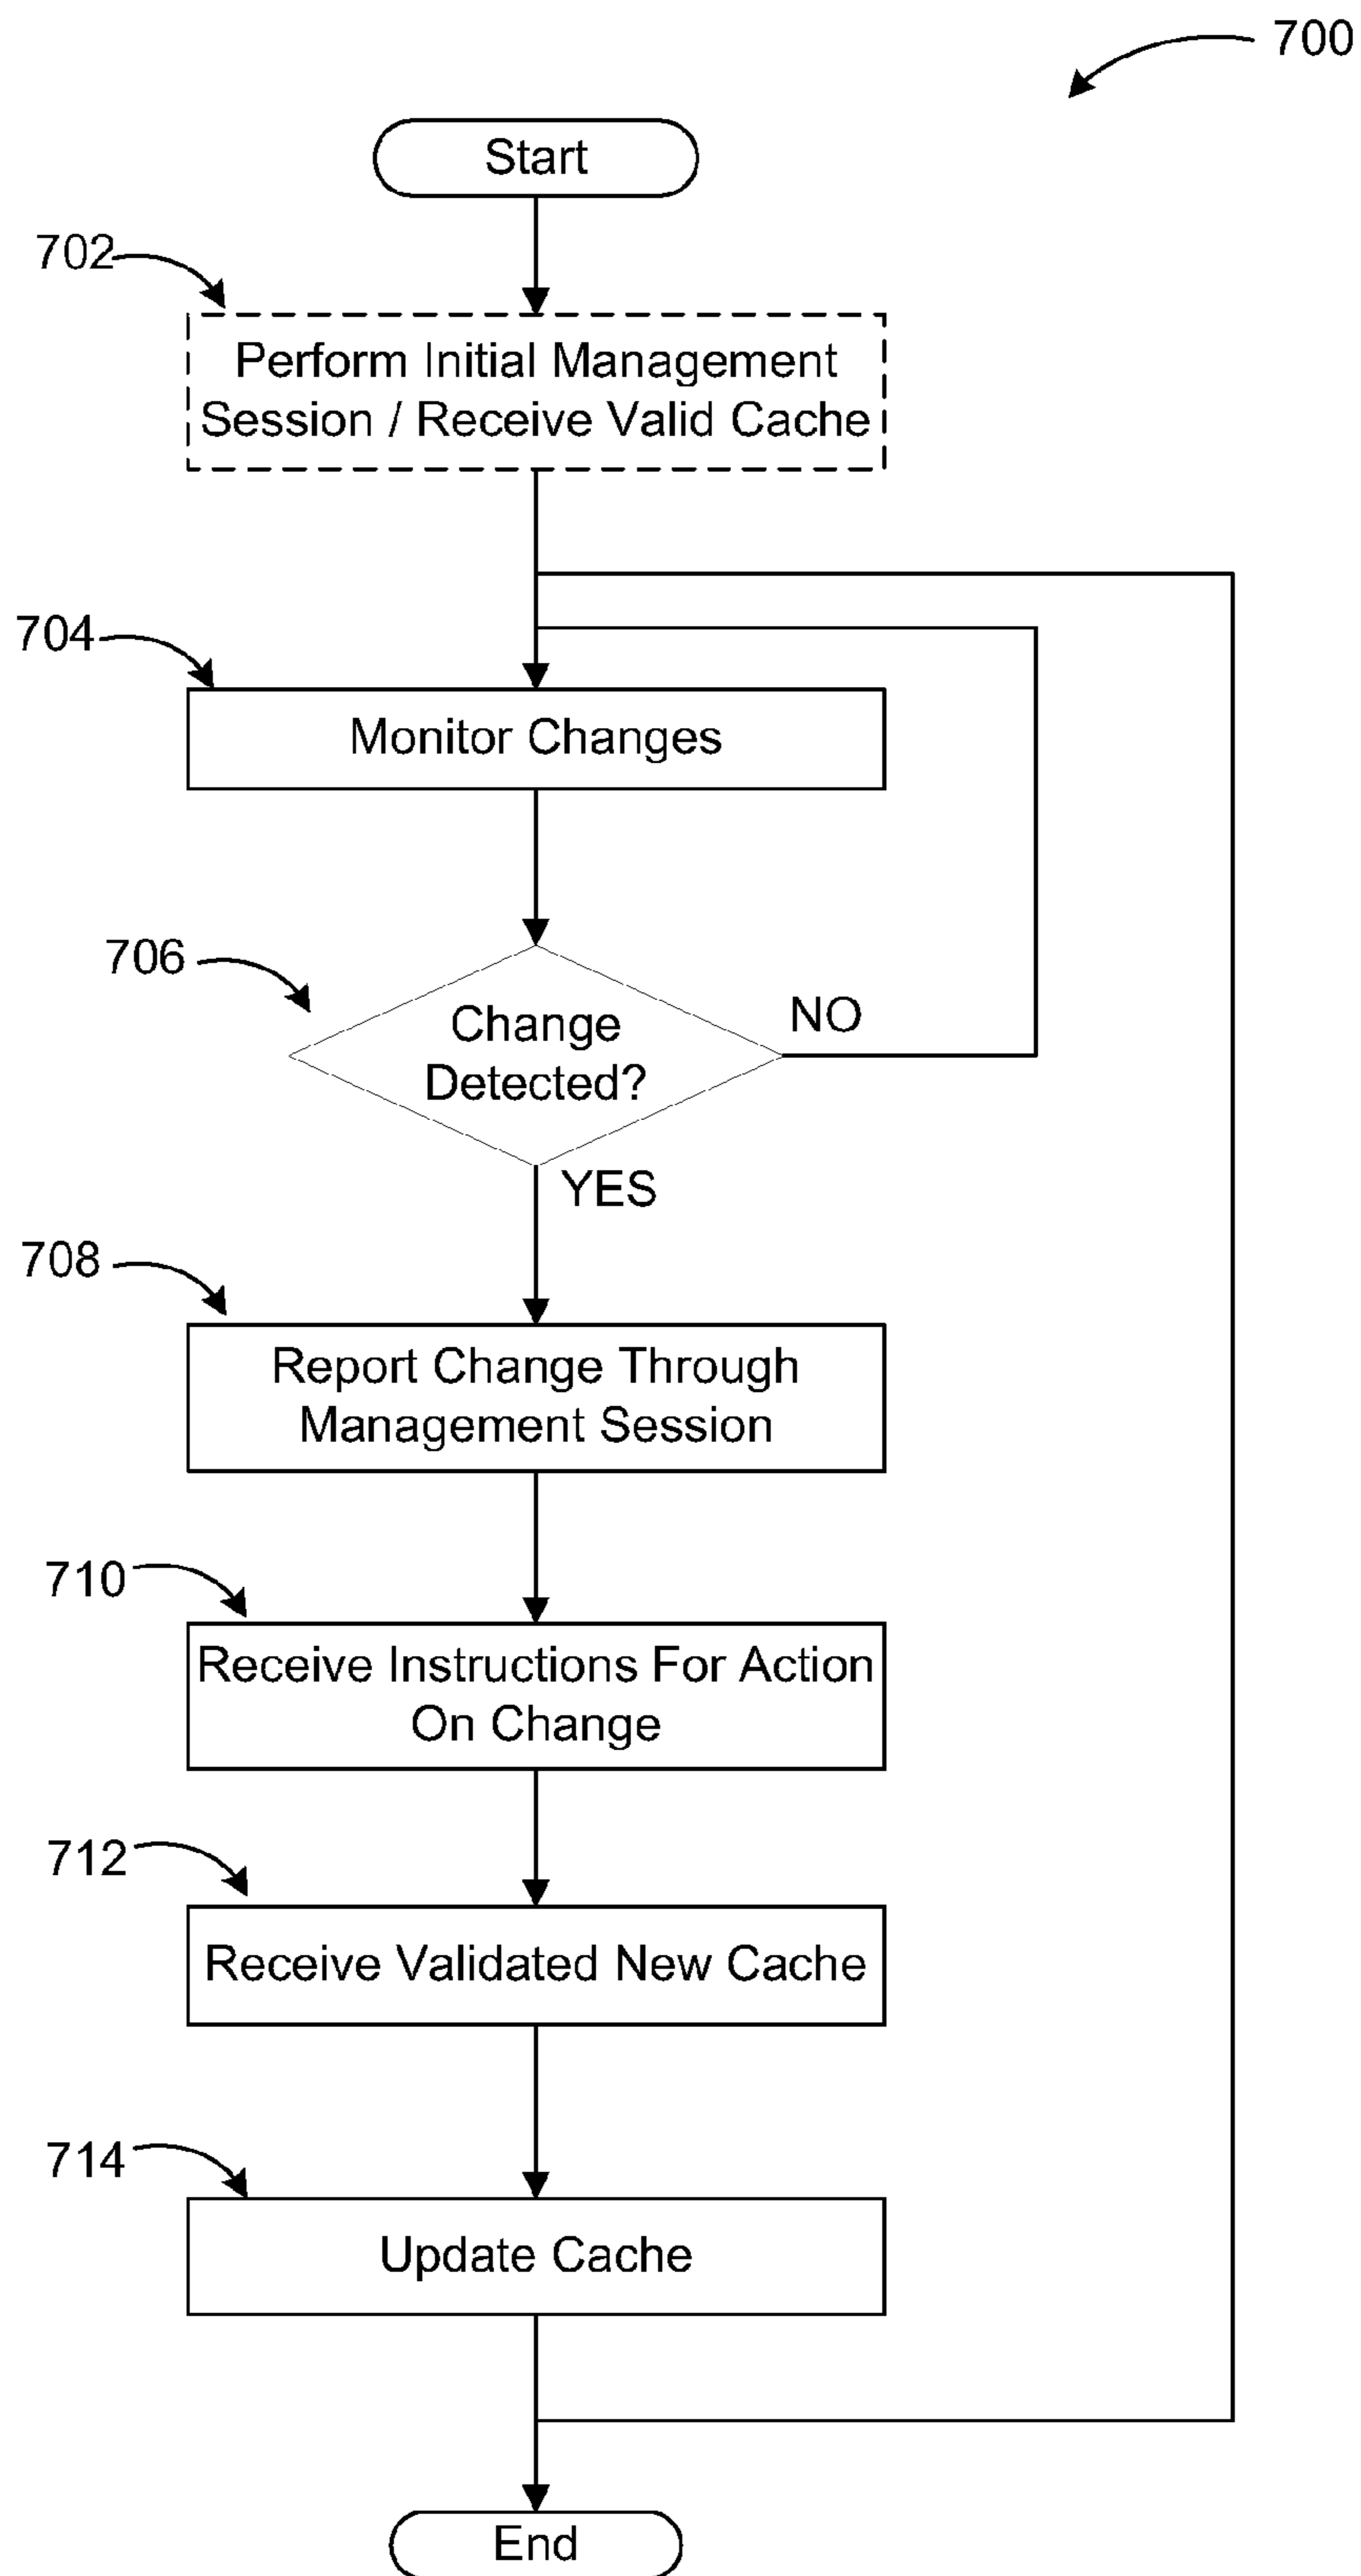 700
Start
702
Perform Initial Management
Session / Receive Valid Cache
704
Monitor Changes
706
Change
Detected?
NO
YES
708
Report Change Through
Management Session
710
Receive Instructions For Action
On Change
712
Receive Validated New Cache
714
Update Cache
End